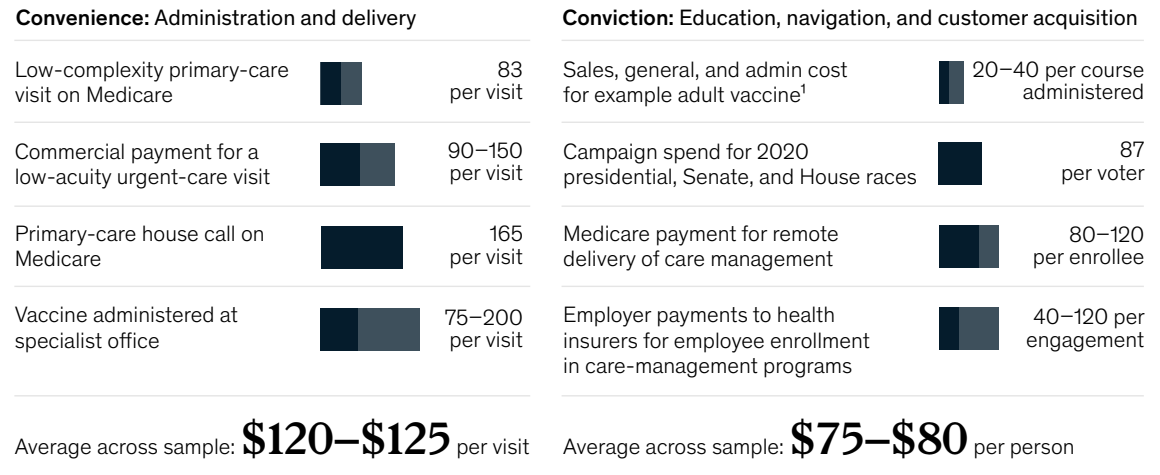 Convenience: Administration and delivery
Low-complexity primary-care
visit on Medicare
83
per visit
Commercial payment for a
low-acuity urgent-care visit
90–150
per visit
Primary-care house call on
Medicare
165
per visit
Vaccine administered at
specialist office
75–200
per visit
Average across sample: $120–$125 per visit
Conviction: Education, navigation, and customer acquisition
Sales, general, and admin cost
for example adult vaccine¹
20–40 per course
administered
Campaign spend for 2020
presidential, Senate, and House races
87
per voter
Medicare payment for remote
delivery of care management
80–120
per enrollee
Employer payments to health
insurers for employee enrollment
in care-management programs
40–120 per
engagement
Average across sample: $75–$80 per person